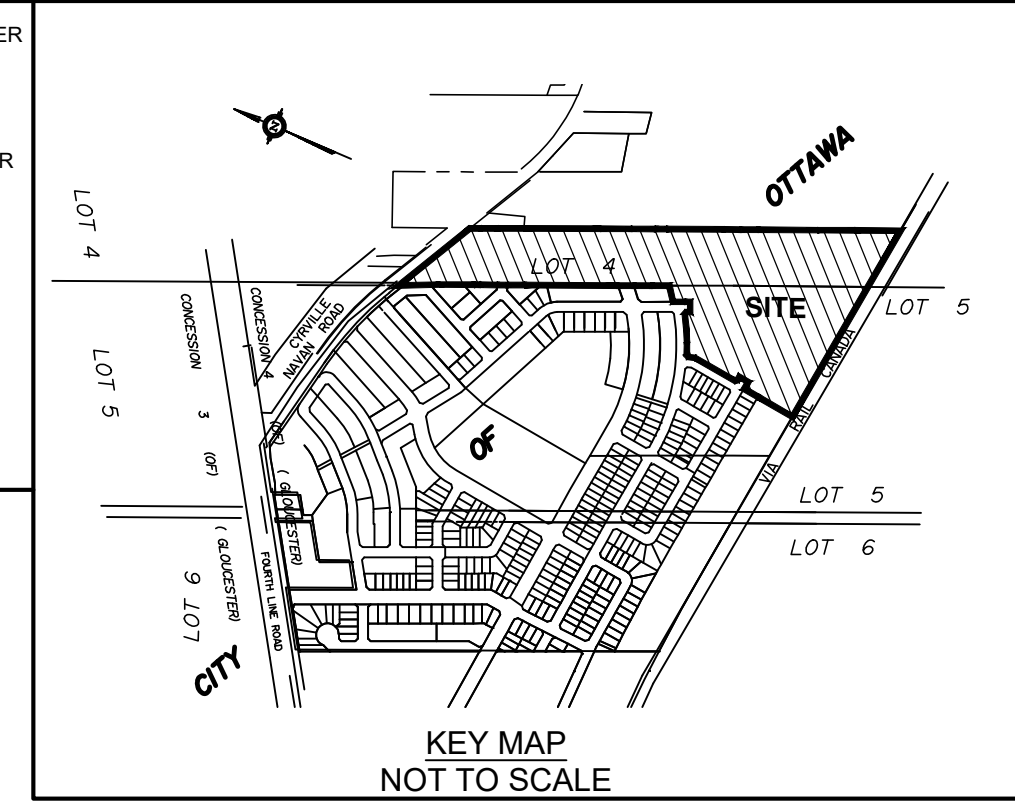 ER
R
N
OTTAWA
LOT 4
LOT 4
SITE
LOT 5
CONCESSION 3 (OF)
( GLOUCESTER)
CONCESSION 4
(OF)
( GLOUCESTER)
CYRVILLE
NAVAN ROAD
LOT 5
OF
VIA RAIL CANADA
LOT 5
LOT 6
FOURTH LINE ROAD
LOT 6
CITY
KEY MAP
NOT TO SCALE